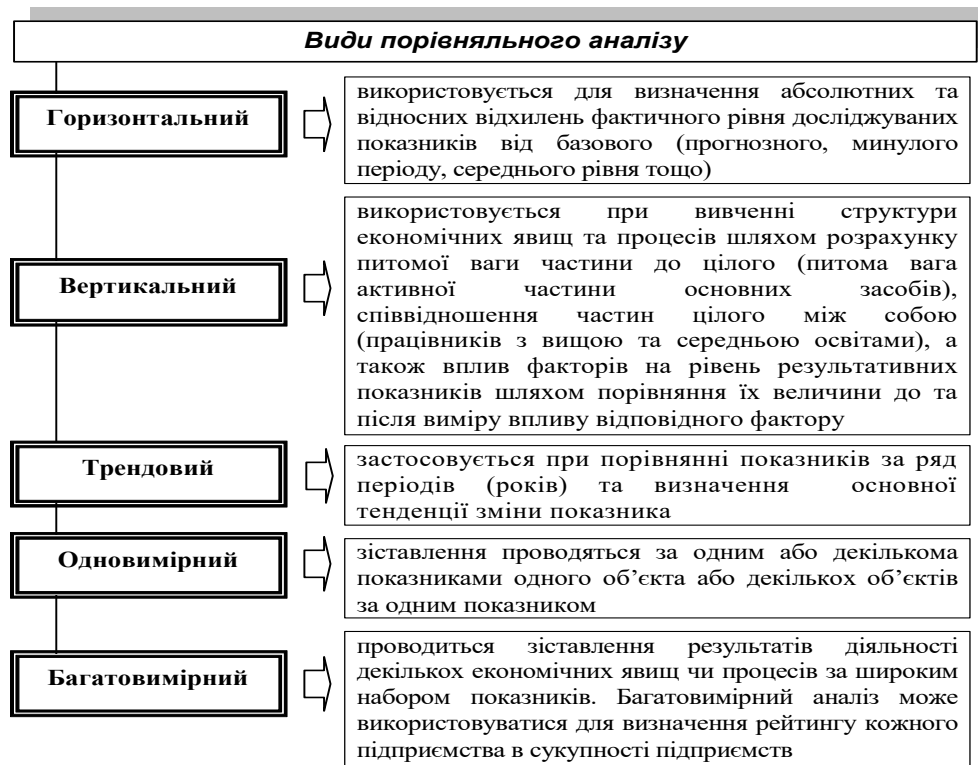 Види порівняльного аналізу
Горизонтальний
використовується для визначення абсолютних та
відносних відхилень фактичного рівня досліджуваних
показників від базового (прогнозного, минулого
періоду, середнього рівня тощо)
Вертикальний
використовується при вивченні структури
економічних явищ та процесів шляхом розрахунку
питомої ваги частини до цілого (питома вага
активної частини основних засобів),
співвідношення частин цілого між собою
(працівників з вищою та середньою освітами), а
також вплив факторів на рівень результативних
показників шляхом порівняння їх величини до та
після виміру впливу відповідного фактору
Трендовий
застосовується при порівнянні показників за ряд
періодів (років) та визначення основної
тенденції зміни показника
Одновимірний
зіставлення проводяться за одним або декількома
показниками одного об’єкта або декількох об’єктів
за одним показником
Багатовимірний
проводиться зіставлення результатів діяльності
декількох економічних явищ чи процесів за широким
набором показників. Багатовимірний аналіз може
використовуватися для визначення рейтингу кожного
підприємства в сукупності підприємств